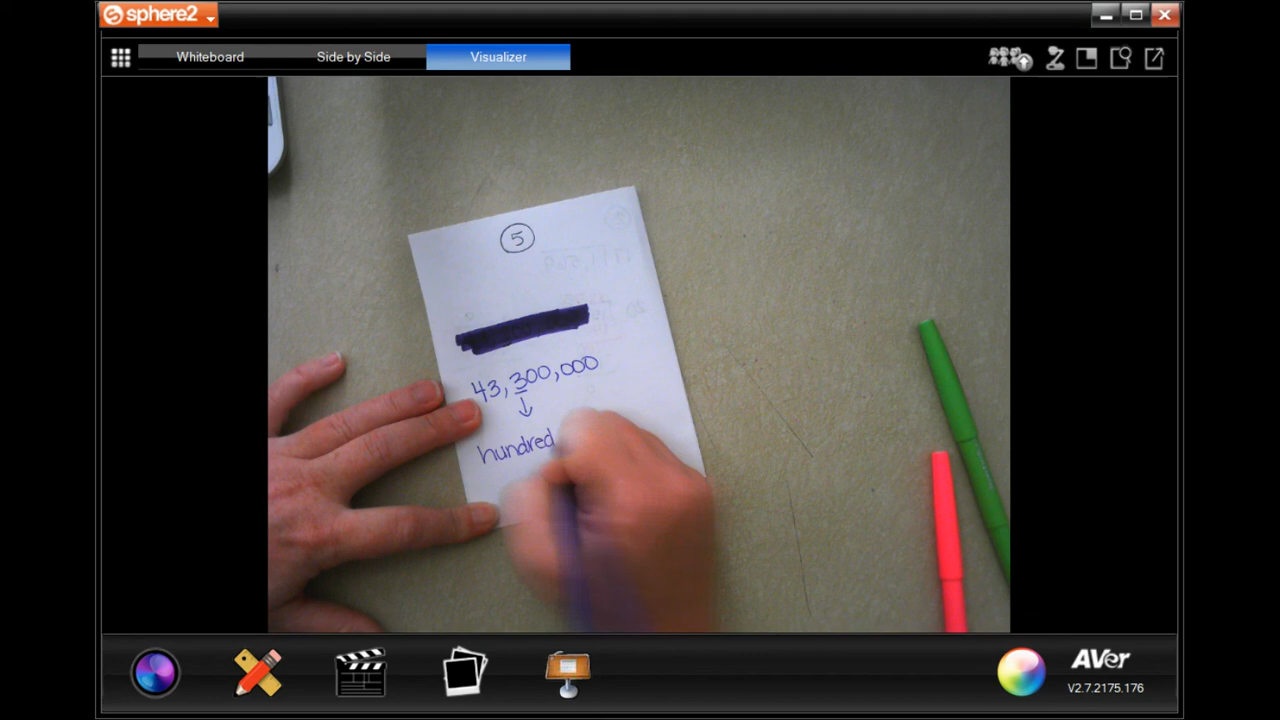 sphere2
Whiteboard Side by Side Visualizer
5
43,300,000
hundred
AVer
V2.7.2175.176